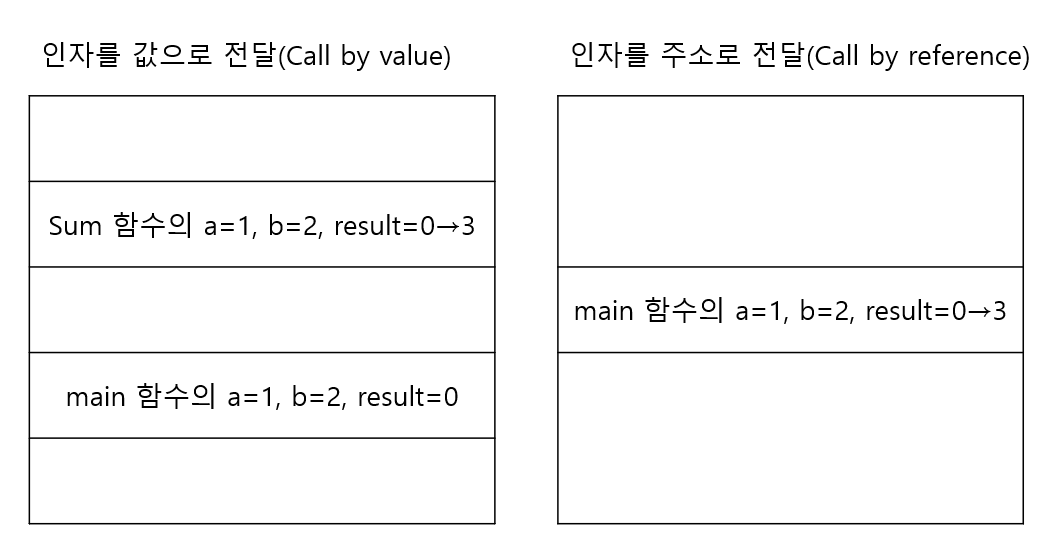 인자를 값으로 전달(Call by value)
Sum 함수의 a=1, b=2, result=0→3
main 함수의 a=1, b=2, result=0
인자를 주소로 전달(Call by reference)
main 함수의 a=1, b=2, result=0→3